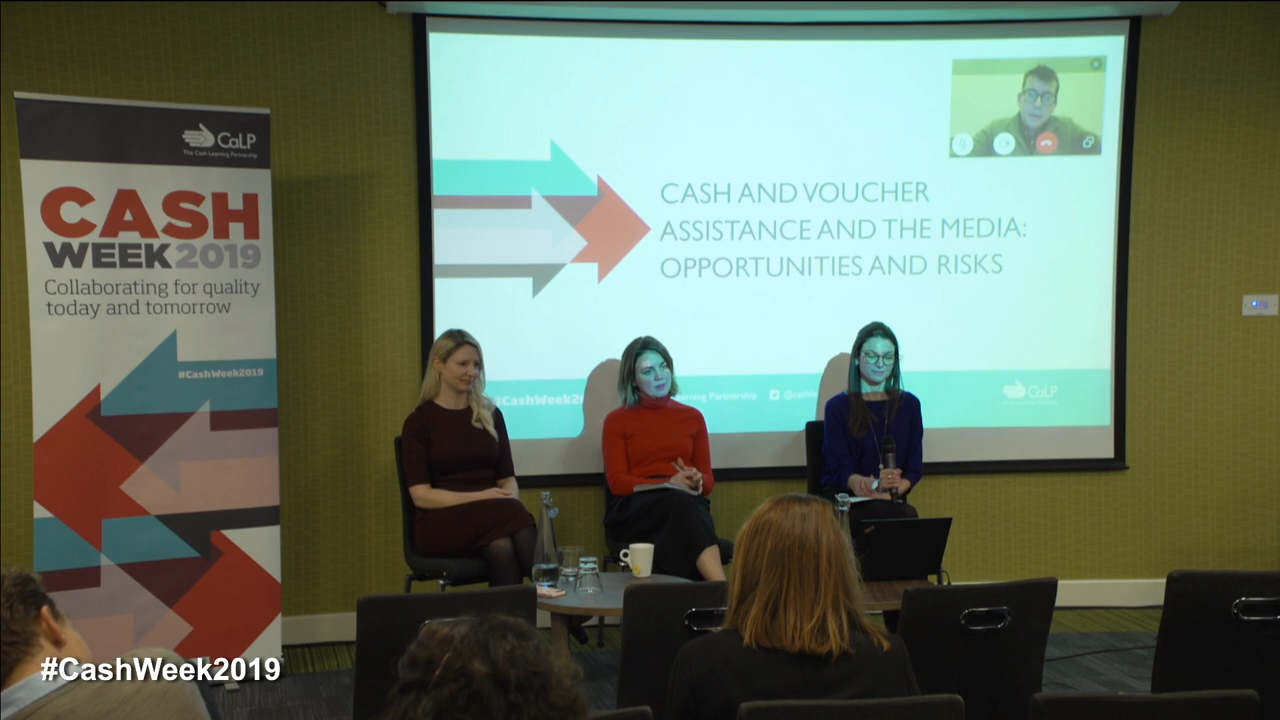 CaLP
The Cash Learning Partnership
CASH
WEEK2019
Collaborating for quality
today and tomorrow
#CashWeek2019
CASH AND VOUCHER
ASSISTANCE AND THE MEDIA:
OPPORTUNITIES AND RISKS
Partnership
CaLP
#CashWeek2019